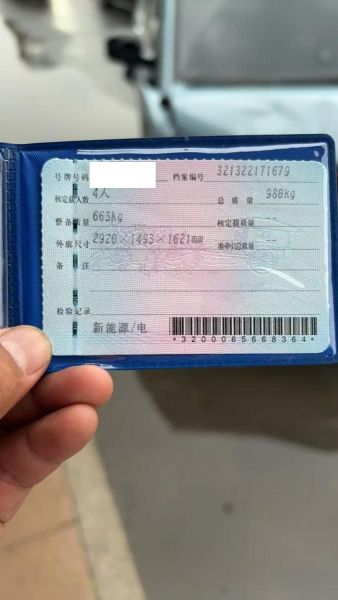 号牌号码 档案编号 321322171679
核定载人数 4人 总质量 980kg
整备质量 665kg 核定载质量 --
外廓尺寸 2920×1493×1621mm 准牵引总质量 --
备注
检验记录
新能源/电
*3200065668364*